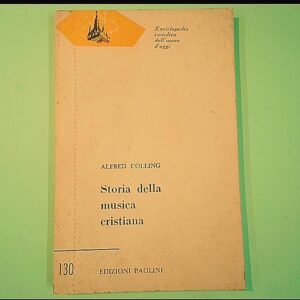 Enciclopedia
cattolica
dell'uomo
d'oggi
ALFRED COLLING
Storia della
musica
cristiana
130
EDIZIONI PAOLINE